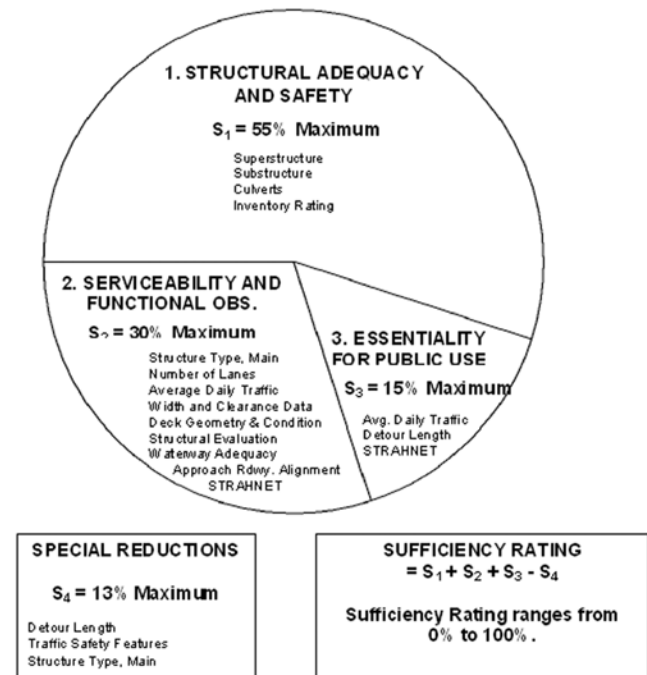 1. STRUCTURAL ADEQUACY
AND SAFETY
S₁ = 55% Maximum
Superstructure
Substructure
Culverts
Inventory Rating
2. SERVICEABILITY AND
FUNCTIONAL OBS.
S₂ = 30% Maximum
Structure Type, Main
Number of Lanes
Average Daily Traffic
Width and Clearance Data
Deck Geometry & Condition
Structural Evaluation
Waterway Adequacy
Approach Rdwy. Alignment
STRAHNET
3. ESSENTIALITY
FOR PUBLIC USE
S₃ = 15% Maximum
Avg. Daily Traffic
Detour Length
STRAHNET
SPECIAL REDUCTIONS
S₄ = 13% Maximum
Detour Length
Traffic Safety Features
Structure Type, Main
SUFFICIENCY RATING
= S₁ + S₂ + S₃ - S₄
Sufficiency Rating ranges from
0% to 100%.